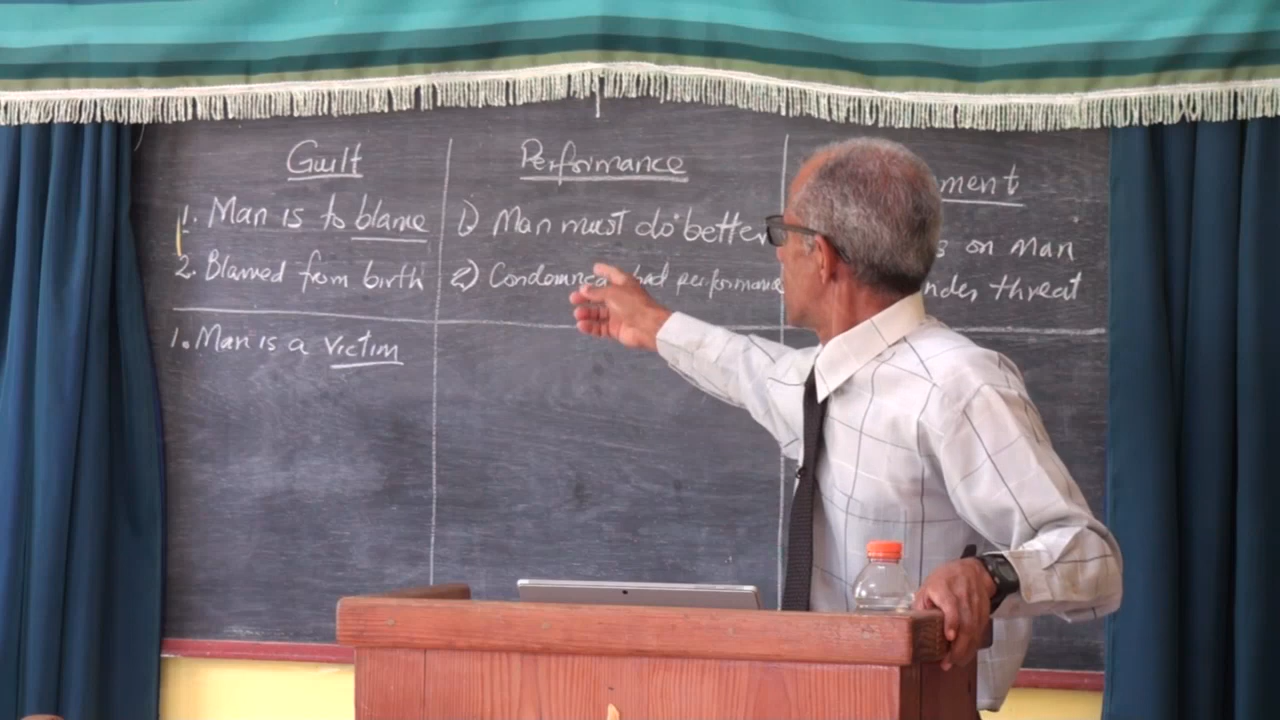 Guilt
1. Man is to blame
2. Blamed from birth
1. Man is a victim
Performance
1) Man must do better
2) bad performance
ment
s on man
nder threat